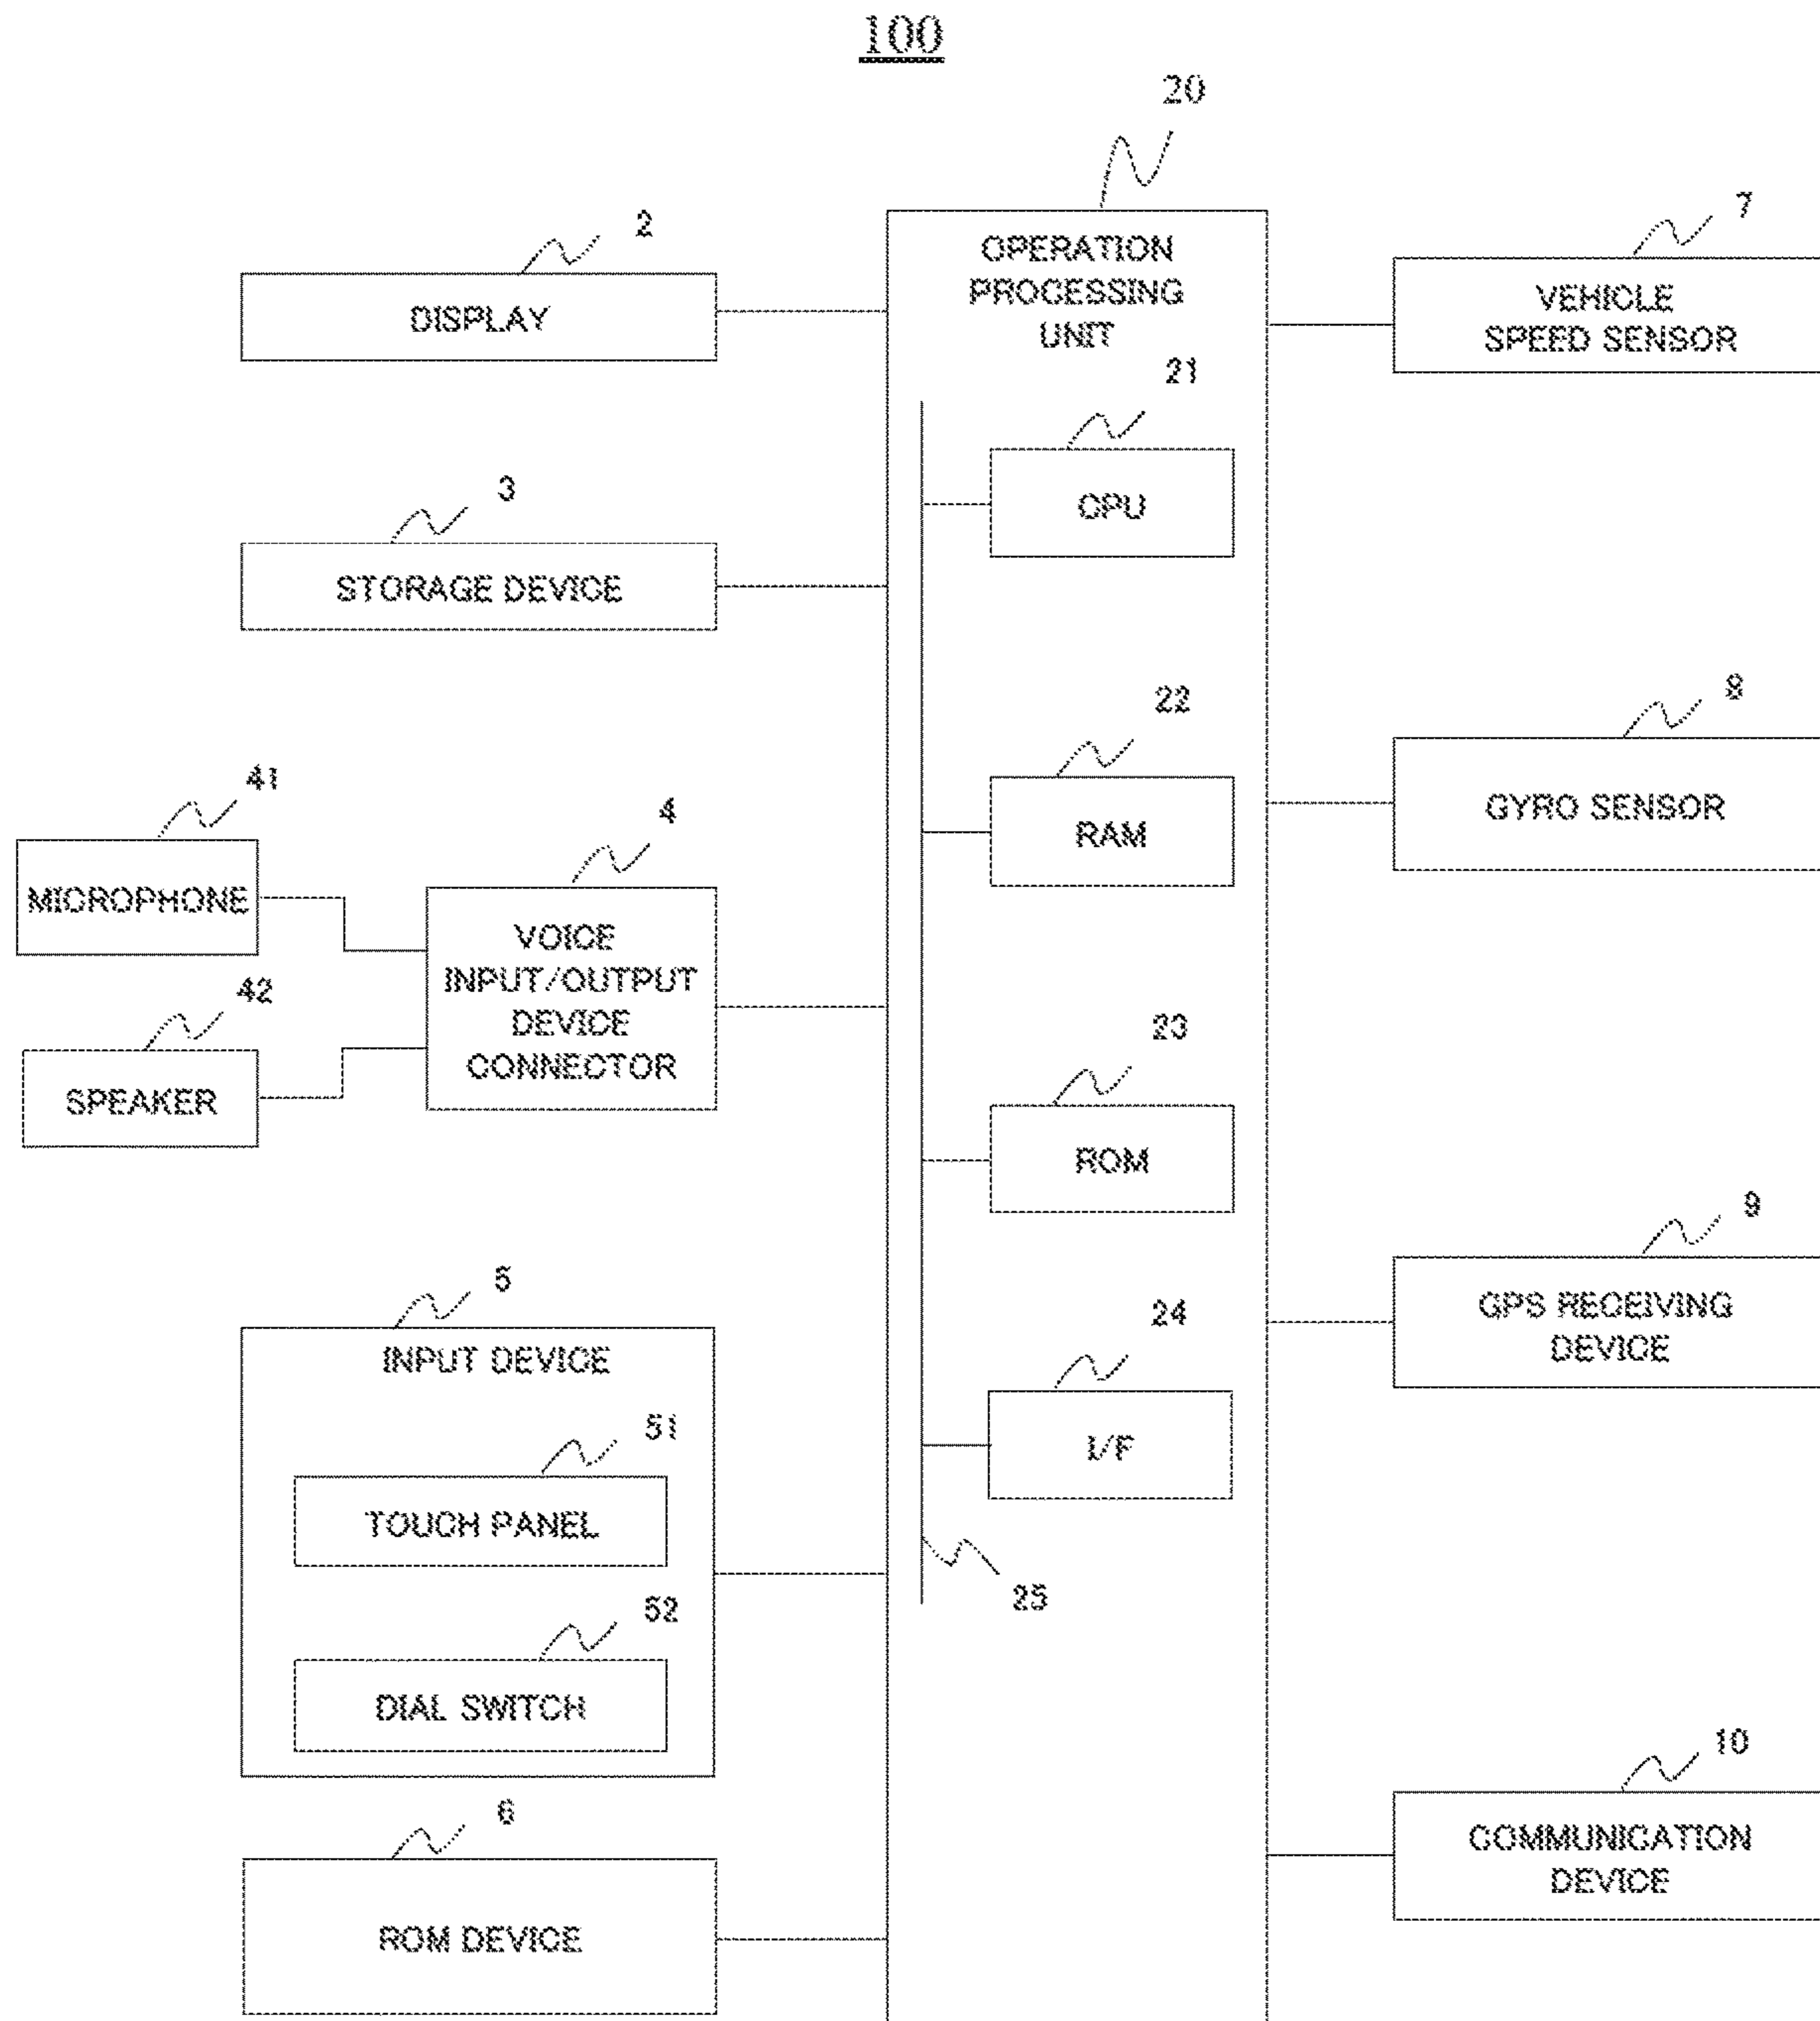 100
20
2
DISPLAY
3
STORAGE DEVICE
41
MICROPHONE
42
SPEAKER
4
VOICE
INPUT/OUTPUT
DEVICE
CONNECTOR
5
INPUT DEVICE
51
TOUCH PANEL
52
DIAL SWITCH
6
ROM DEVICE
OPERATION
PROCESSING
UNIT
21
CPU
22
RAM
23
ROM
24
I/F
25
7
VEHICLE
SPEED SENSOR
8
GYRO SENSOR
9
GPS RECEIVING
DEVICE
10
COMMUNICATION
DEVICE